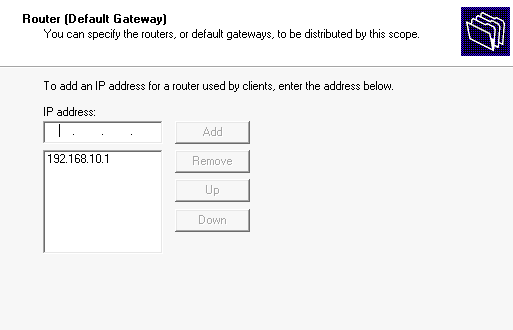 Router (Default Gateway)
You can specify the routers, or default gateways, to be distributed by this scope.
To add an IP address for a router used by clients, enter the address below.
IP address:
. . .
Add
192.168.10.1
Remove
Up
Down